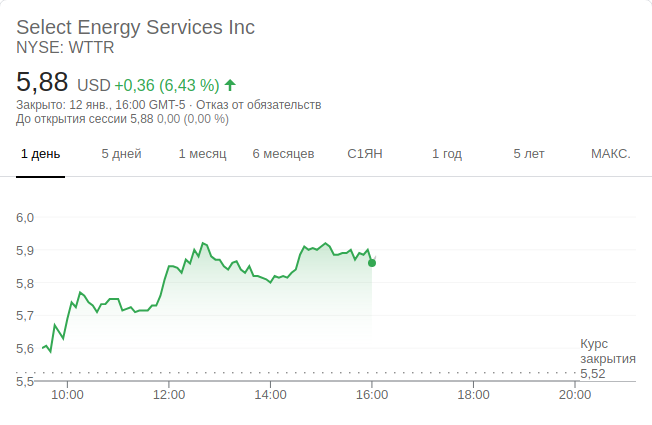 Select Energy Services Inc
NYSE: WTTR
5,88 USD +0,36 (6,43 %)
Закрыто: 12 янв., 16:00 GMT-5 · Отказ от обязательств
До открытия сессии 5,88 0,00 (0,00 %)
1 день 5 дней 1 месяц 6 месяцев С1ЯН 1 год 5 лет МАКС.
6,0
5,9
5,8
5,7
5,6
Курс
закрытия
5,52
5,5
10:00 12:00 14:00 16:00 18:00 20:00